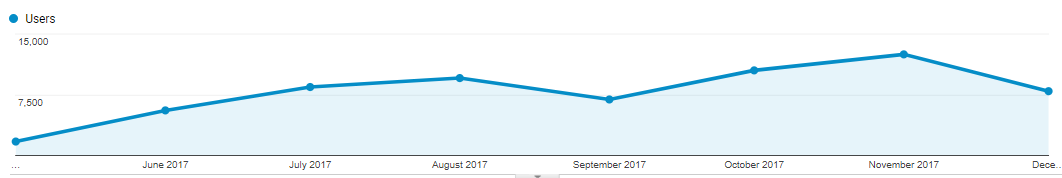 Users
15,000
7,500
... June 2017 July 2017 August 2017 September 2017 October 2017 November 2017 Dece...